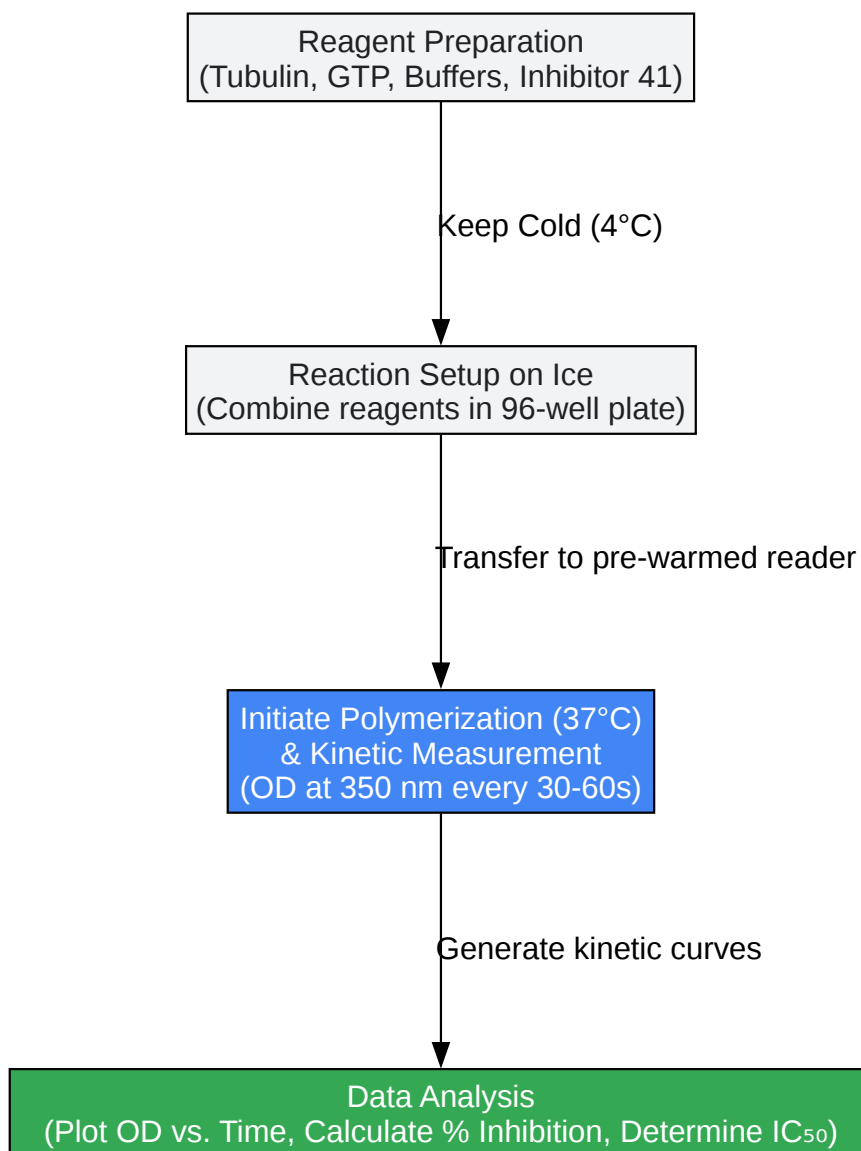 Reagent Preparation
(Tubulin, GTP, Buffers, Inhibitor 41)
Keep Cold (4°C)
Reaction Setup on Ice
(Combine reagents in 96-well plate)
Transfer to pre-warmed reader
Initiate Polymerization (37°C)
& Kinetic Measurement
(OD at 350 nm every 30-60s)
Generate kinetic curves
Data Analysis
(Plot OD vs. Time, Calculate % Inhibition, Determine IC₅₀)